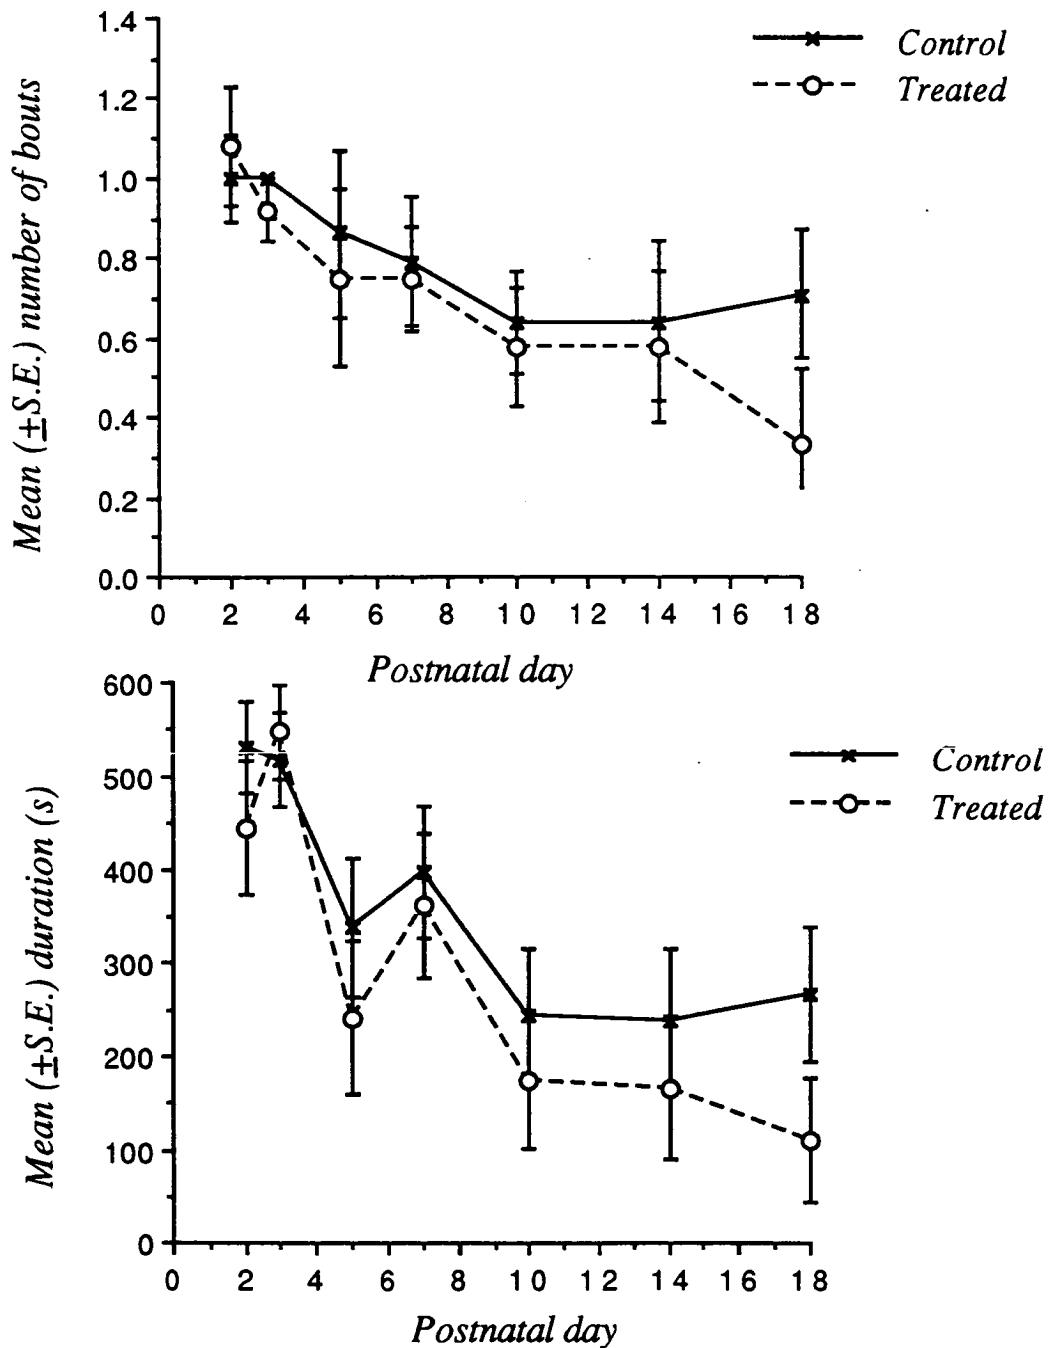 Mean (±S.E.) number of bouts
1.4
1.2
1.0
0.8
0.6
0.4
0.2
0.0
0 2 4 6 8 10 12 14 16 18
Postnatal day
Control
Treated
Mean (±S.E.) duration (s)
600
500
400
300
200
100
0
0 2 4 6 8 10 12 14 16 18
Postnatal day
Control
Treated